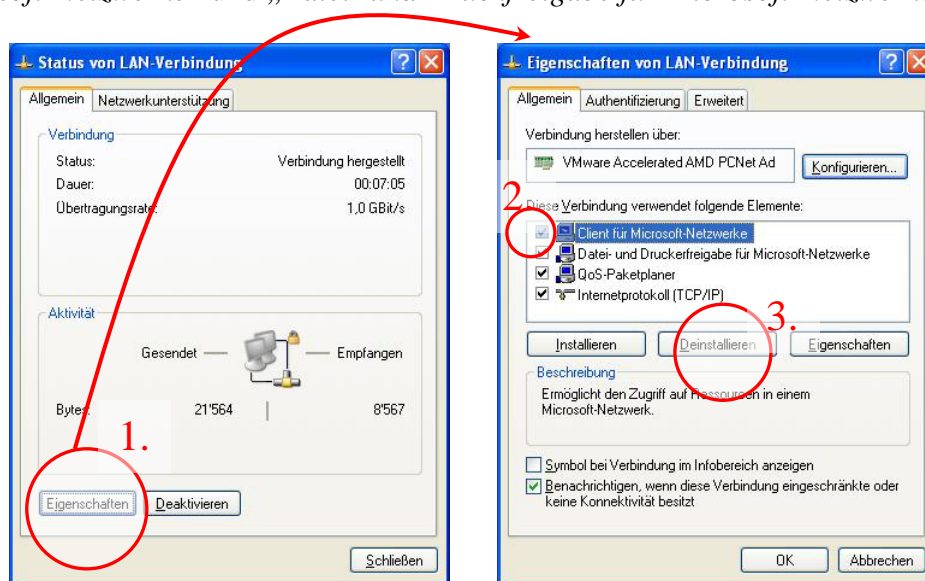 Status von LAN-Verbindung
Allgemein Netzwerkunterstützung
Verbindung
Status: Verbindung hergestellt
Dauer: 00:07:05
Übertragungsrate: 1,0 GBit/s
Aktivität
Gesendet Empfangen
Bytes: 21'564 8'567
1.
Eigenschaften Deaktivieren
Schließen
Eigenschaften von LAN-Verbindung
Allgemein Authentifizierung Erweitert
Verbindung herstellen über:
VMware Accelerated AMD PCNet Ad Konfigurieren...
2.
Diese Verbindung verwendet folgende Elemente:
Client für Microsoft-Netzwerke
Datei- und Druckerfreigabe für Microsoft-Netzwerke
QoS-Paketplaner
Internetprotokoll (TCP/IP)
3.
Installieren Deinstallieren Eigenschaften
Beschreibung
Ermöglicht den Zugriff auf Ressourcen in einem
Microsoft-Netzwerk.
Symbol bei Verbindung im Infobereich anzeigen
Benachrichtigen, wenn diese Verbindung eingeschränkte oder
keine Konnektivität besitzt
OK Abbrechen